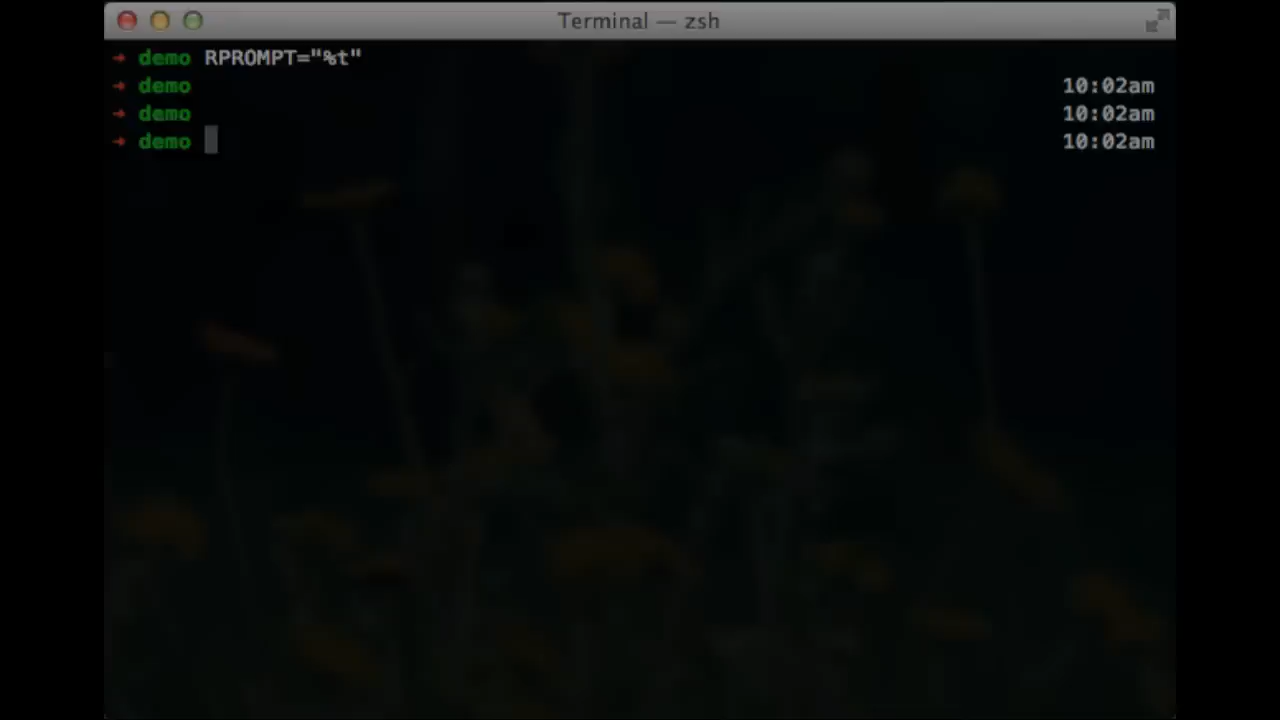 Terminal — zsh
→ demo RPROMPT="%t"
→ demo 10:02am
→ demo 10:02am
→ demo 10:02am